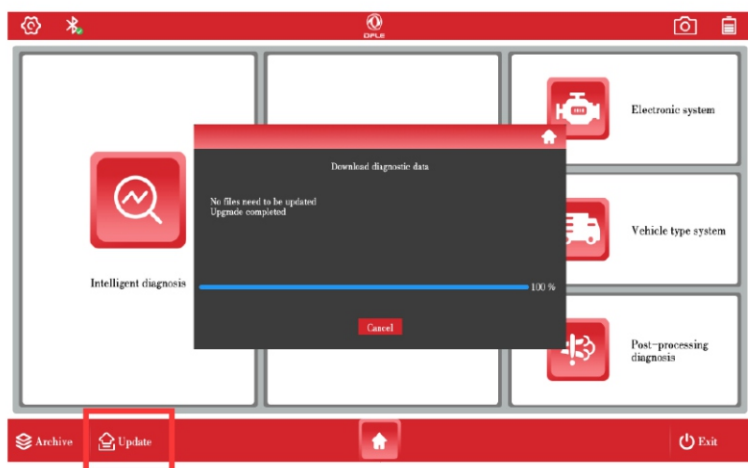 DFLE
Electronic system
Download diagnostic data
No files need to be updated
Upgrade completed
Vehicle type system
Intelligent diagnosis
100 %
Cancel
Post-processing
diagnosis
Archive
Update
Exit